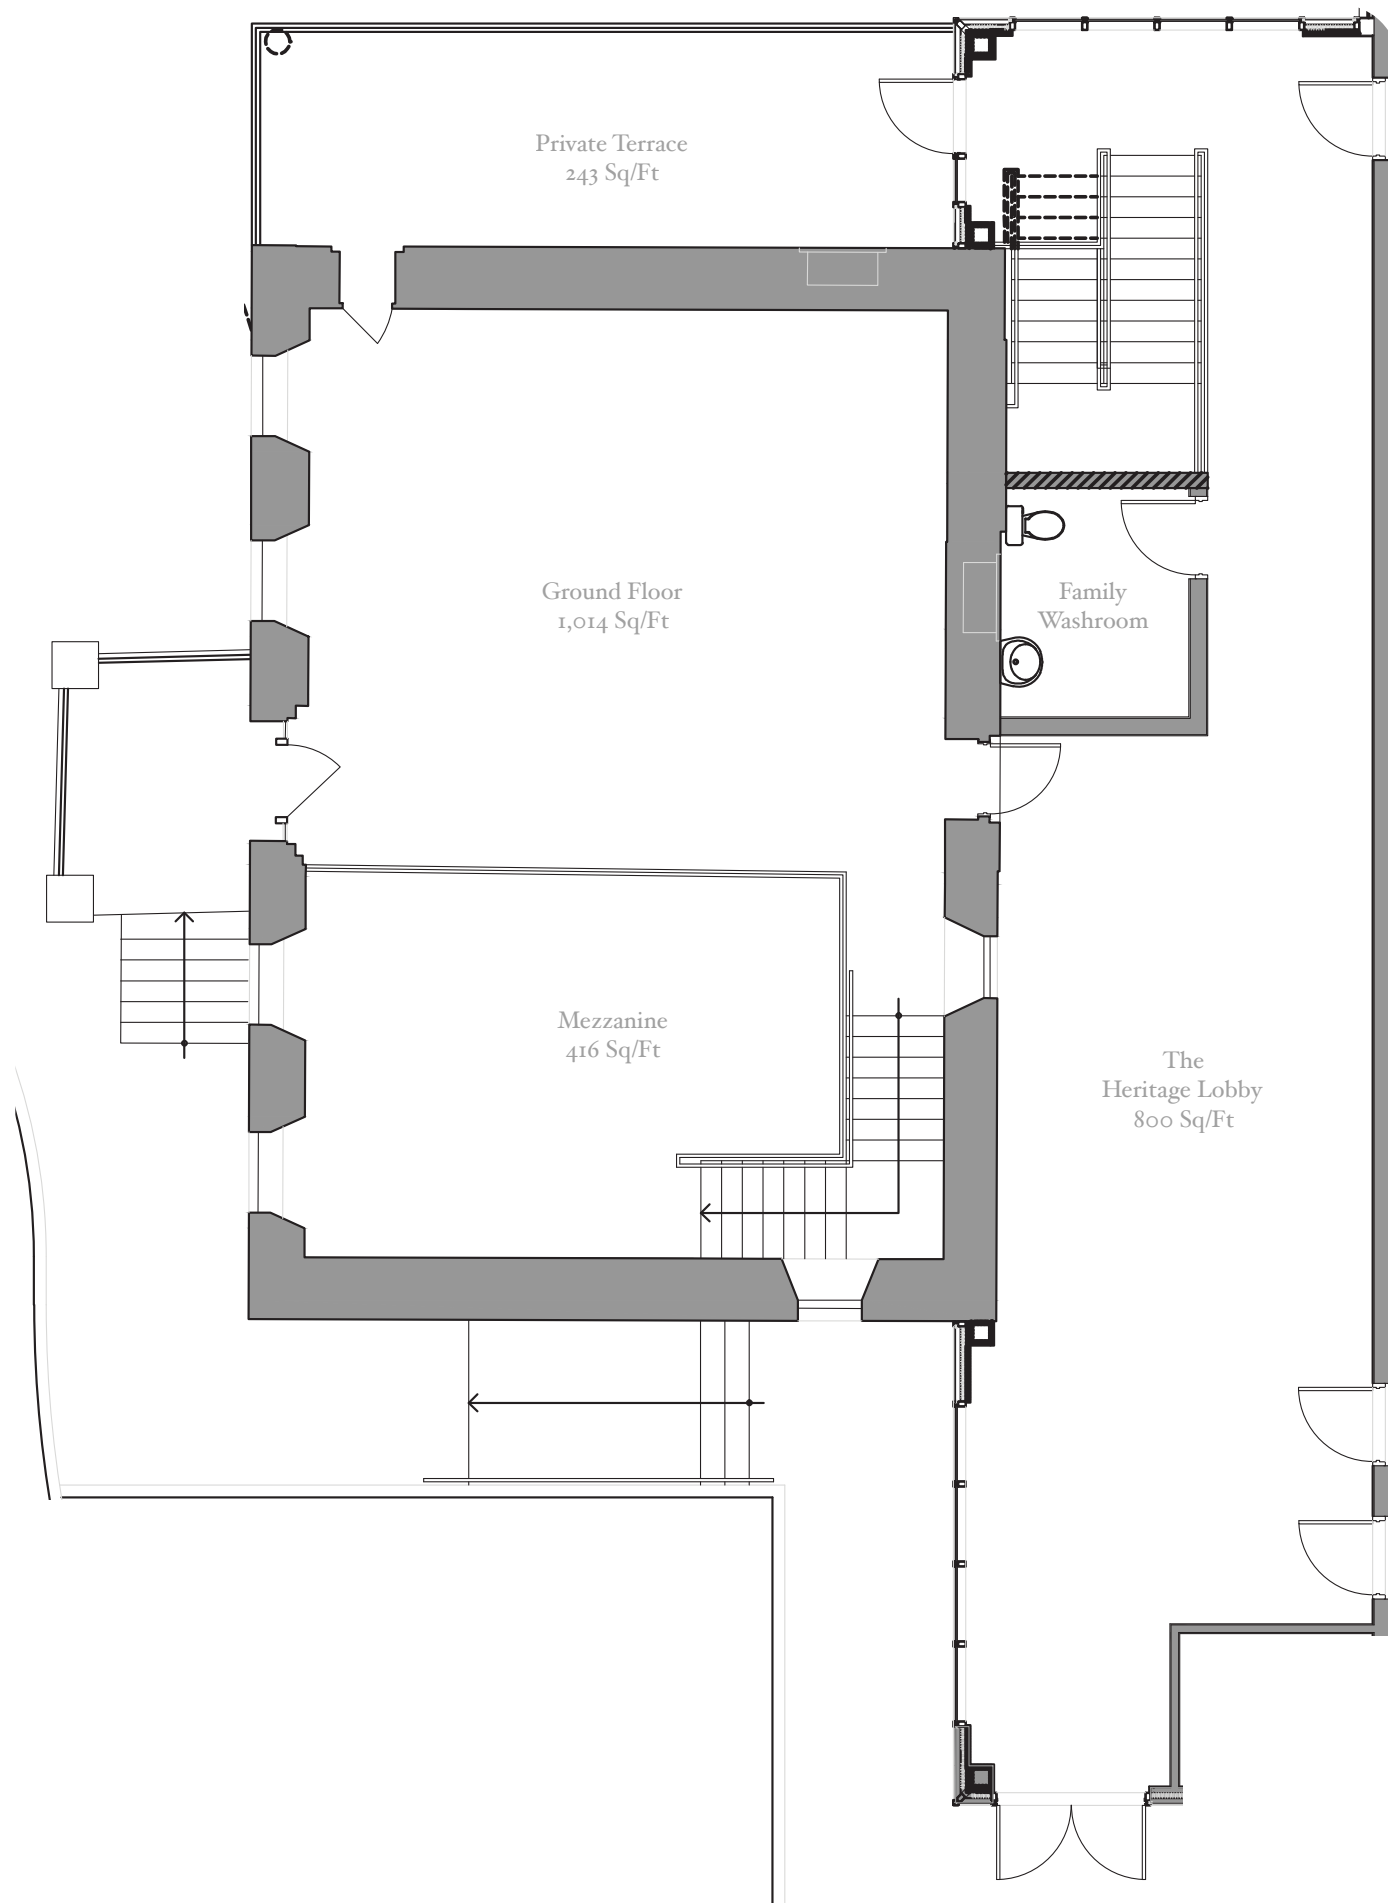 Private Terrace
243 Sq/Ft
Ground Floor
1,014 Sq/Ft
Family
Washroom
Mezzanine
416 Sq/Ft
The
Heritage Lobby
800 Sq/Ft